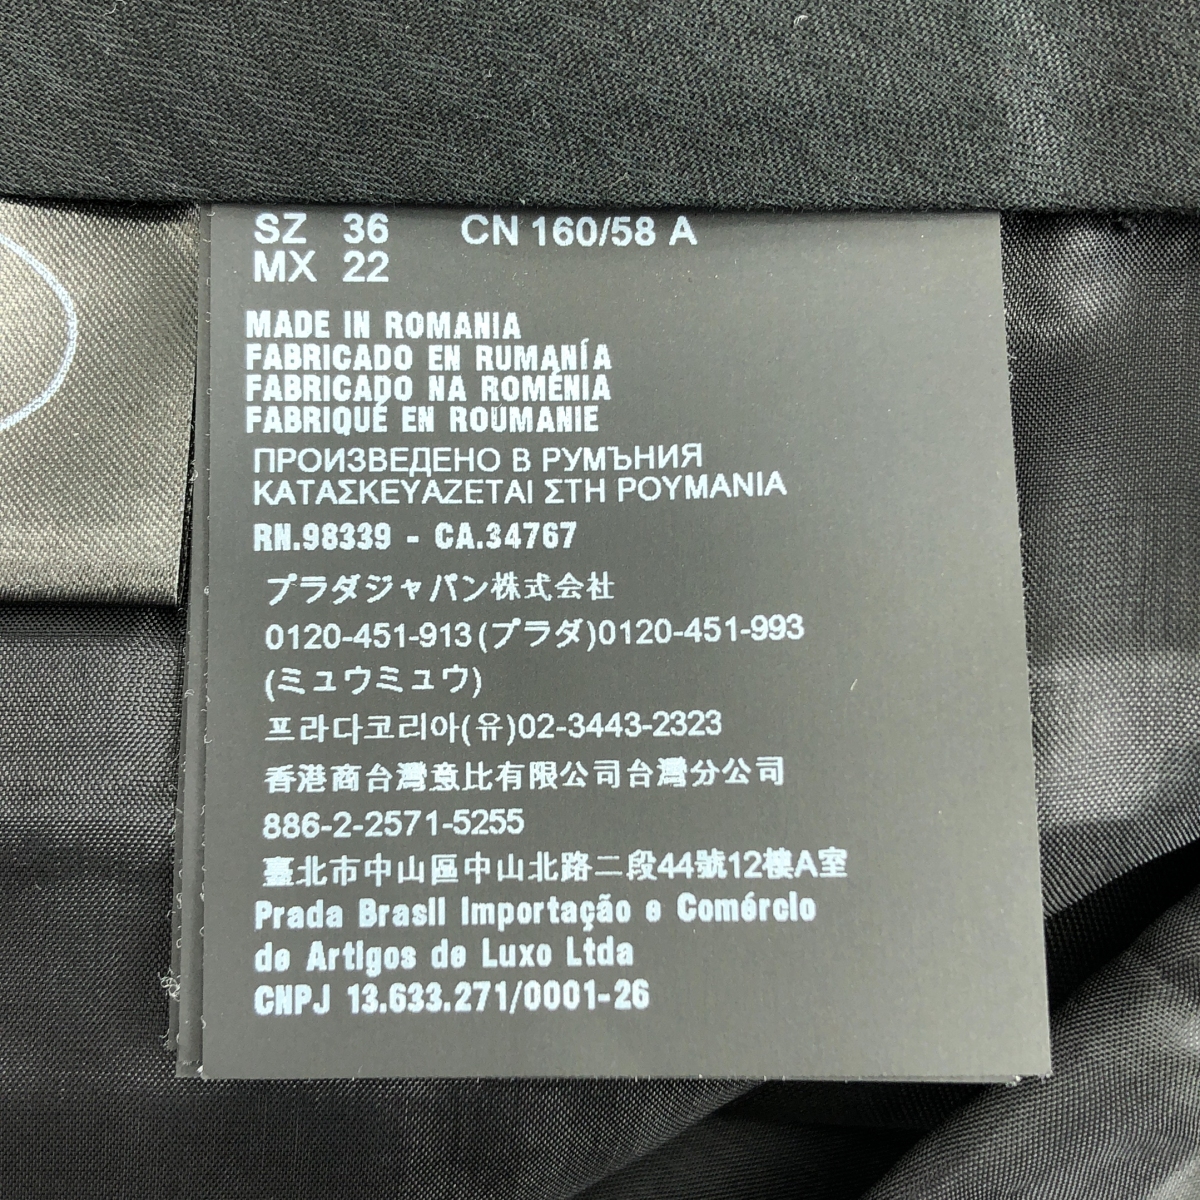 SZ 36 CN 160/58 A
MX 22
MADE IN ROMANIA
FABRICADO EN RUMANÍA
FABRICADO NA ROMÉNIA
FABRIQUÉ EN ROUMANIE
ПРОИЗВЕДЕНО В РУМЪНИЯ
ΚΑΤΑΣΚΕΥΑΖΕΤΑΙ ΣΤΗ ΡΟΥΜΑΝΙΑ
RN.98339 - CA.34767
プラダジャパン株式会社
0120-451-913(プラダ)0120-451-993
(ミュウミュウ)
프라다코리아(유)02-3443-2323
香港商台灣意比有限公司台灣分公司
886-2-2571-5255
臺北市中山區中山北路二段44號12樓A室
Prada Brasil Importação e Comércio
de Artigos de Luxo Ltda
CNPJ 13.633.271/0001-26